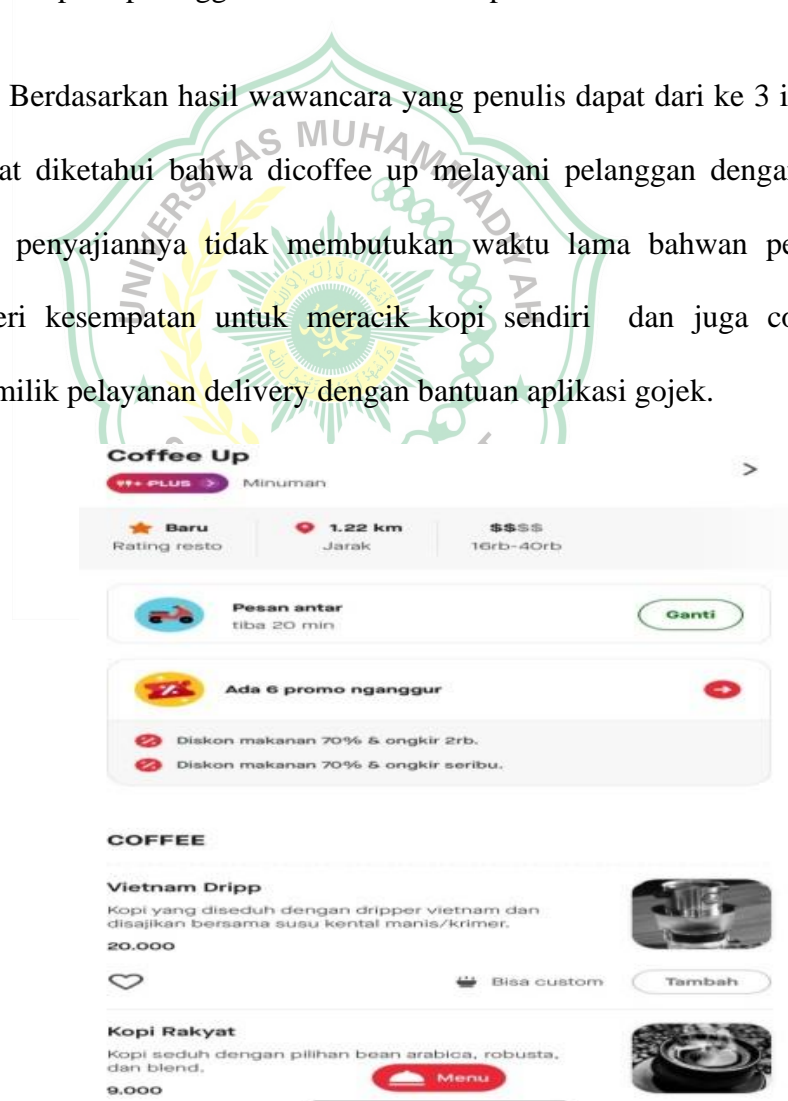 Berdasarkan hasil wawancara yang penulis dapat dari ke 3 i
at diketahui bahwa dicoffee up melayani pelanggan denga
penyajiannya tidak membutukan waktu lama bahwan pe
eri kesempatan untuk meracik kopi sendiri dan juga co
milik pelayanan delivery dengan bantuan aplikasi gojek.
UNIVERSITAS MUHAMMADIYAH
Coffee Up
99+ PLUS > Minuman >
Baru 1.22 km $$$$
Rating resto Jarak 16rb-40rb
Pesan antar
tiba 20 min
Ganti
Ada 6 promo nganggur
Diskon makanan 70% & ongkir 2rb.
Diskon makanan 70% & ongkir seribu.
COFFEE
Vietnam Dripp
Kopi yang diseduh dengan dripper vietnam dan
disajikan bersama susu kental manis/krimer.
20.000
Bisa custom Tambah
Kopi Rakyat
Kopi seduh dengan pilihan bean arabica, robusta,
dan blend.
Menu
9.000